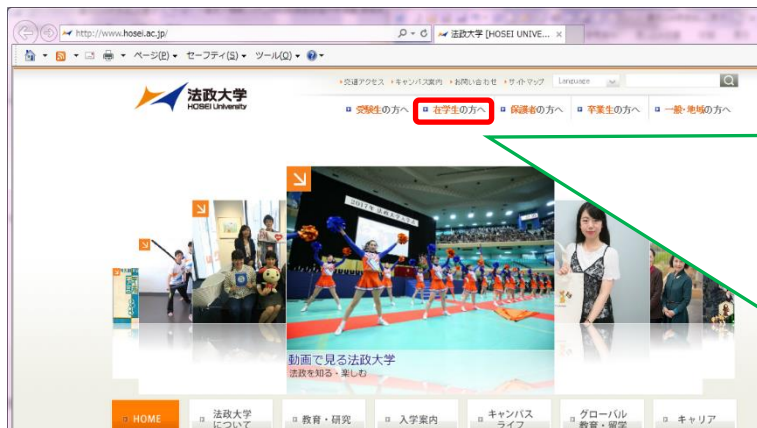 http://www.hosei.ac.jp/
法政大学 [HOSEI UNIVE...
ページ(P) セーフティ(S) ツール(O)
交通アクセス キャンパス案内 お問い合わせ サイトマップ Language
法政大学
HOSEI University
受験生の方へ 在学生の方へ 保護者の方へ 卒業生の方へ 一般・地域の方へ
動画で見る法政大学
法政を知る・楽しむ
HOME 法政大学について 教育・研究 入学案内 キャンパスライフ グローバル教育・留学 キャリア